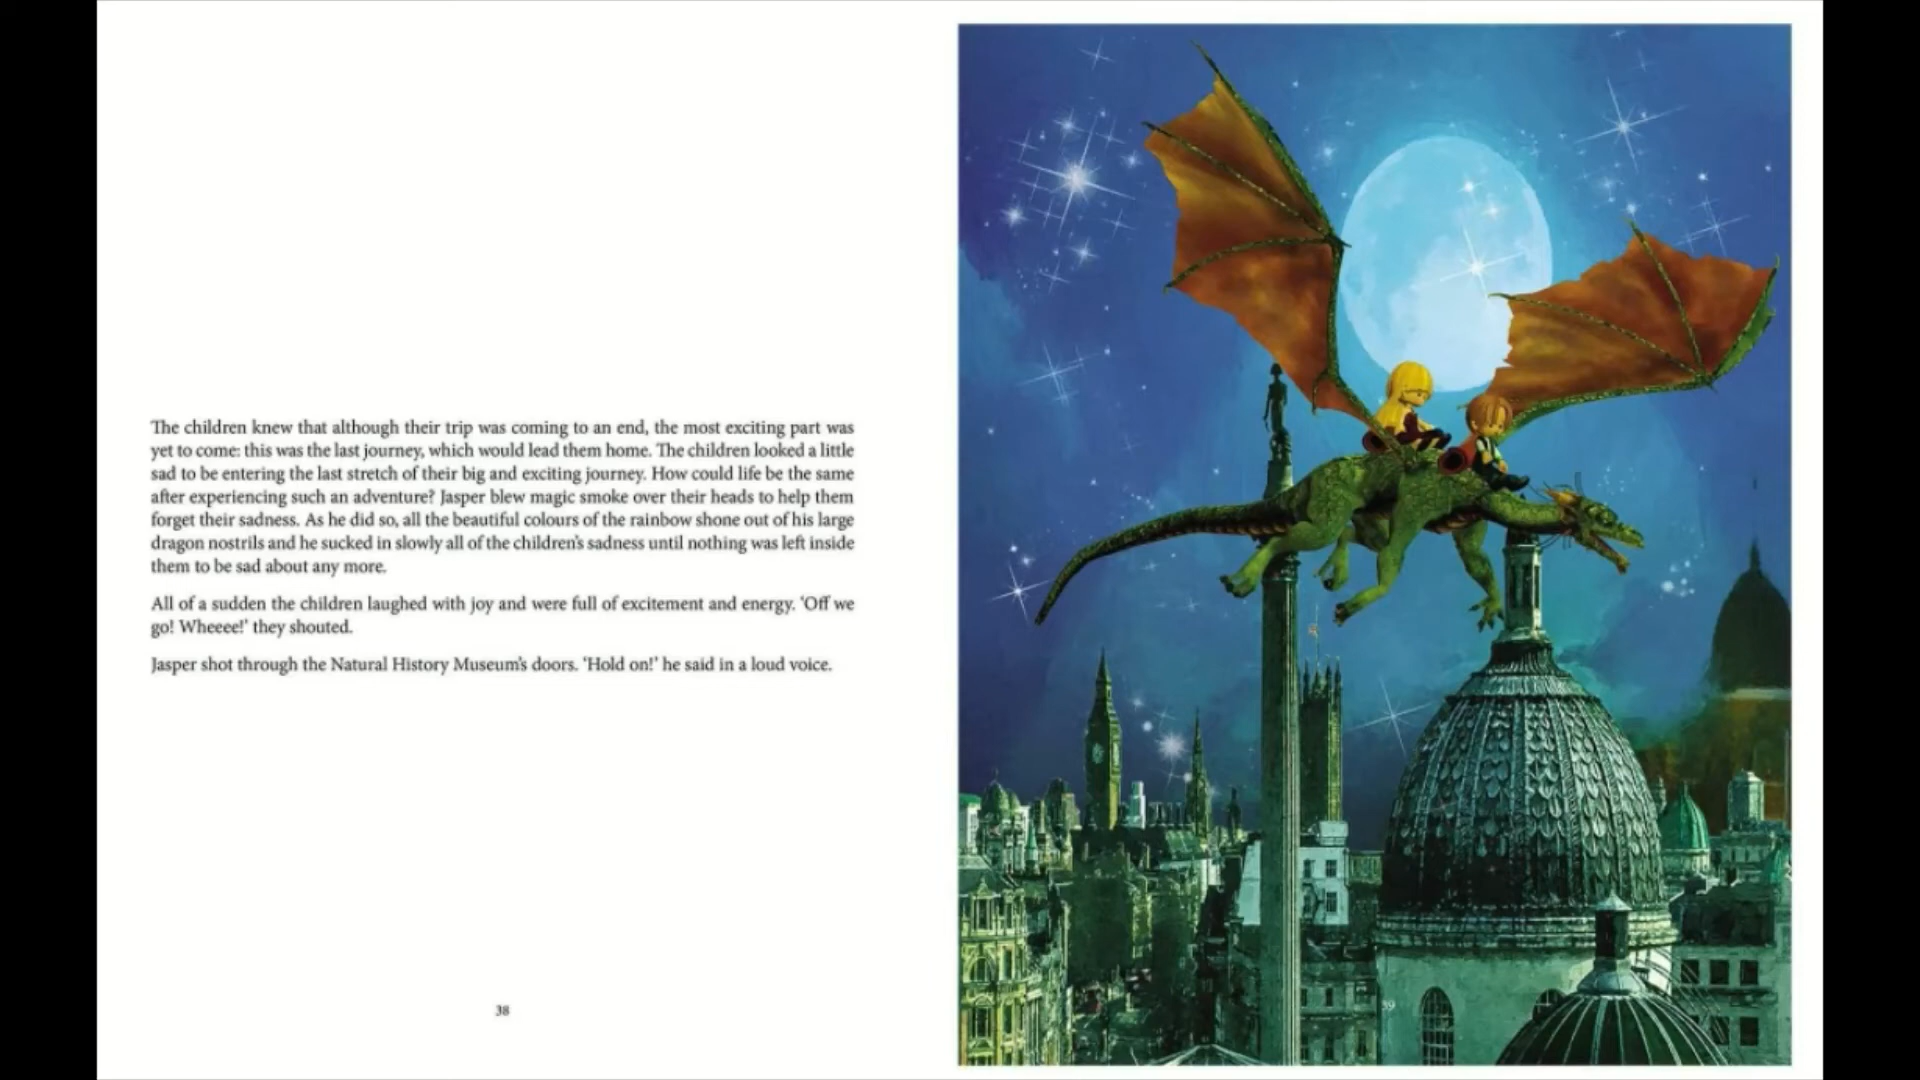 The children knew that although their trip was coming to an end, the most exciting part was
yet to come: this was the last journey, which would lead them home. The children looked a little
sad to be entering the last stretch of their big and exciting journey. How could life be the same
after experiencing such an adventure? Jasper blew magic smoke over their heads to help them
forget their sadness. As he did so, all the beautiful colours of the rainbow shone out of his large
dragon nostrils and he sucked in slowly all of the children's sadness until nothing was left inside
them to be sad about any more.
All of a sudden the children laughed with joy and were full of excitement and energy. 'Off we
go! Wheeee!' they shouted.
Jasper shot through the Natural History Museum's doors. 'Hold on!' he said in a loud voice.
38
39